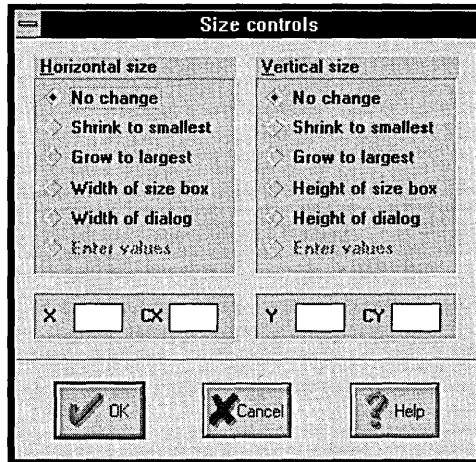 Size controls
Horizontal size
No change
Shrink to smallest
Grow to largest
Width of size box
Width of dialog
Enter values
Vertical size
No change
Shrink to smallest
Grow to largest
Height of size box
Height of dialog
Enter values
X CX
Y CY
OK Cancel Help